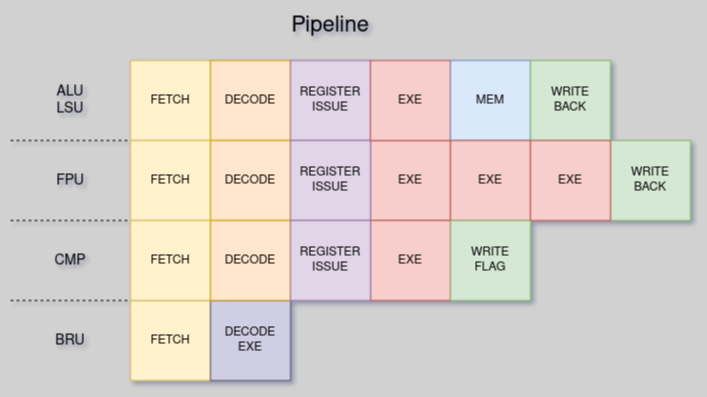 Pipeline
ALU
LSU
FETCH
DECODE
REGISTER
ISSUE
EXE
MEM
WRITE
BACK
FPU
FETCH
DECODE
REGISTER
ISSUE
EXE
EXE
EXE
WRITE
BACK
CMP
FETCH
DECODE
REGISTER
ISSUE
EXE
WRITE
FLAG
BRU
FETCH
DECODE
EXE